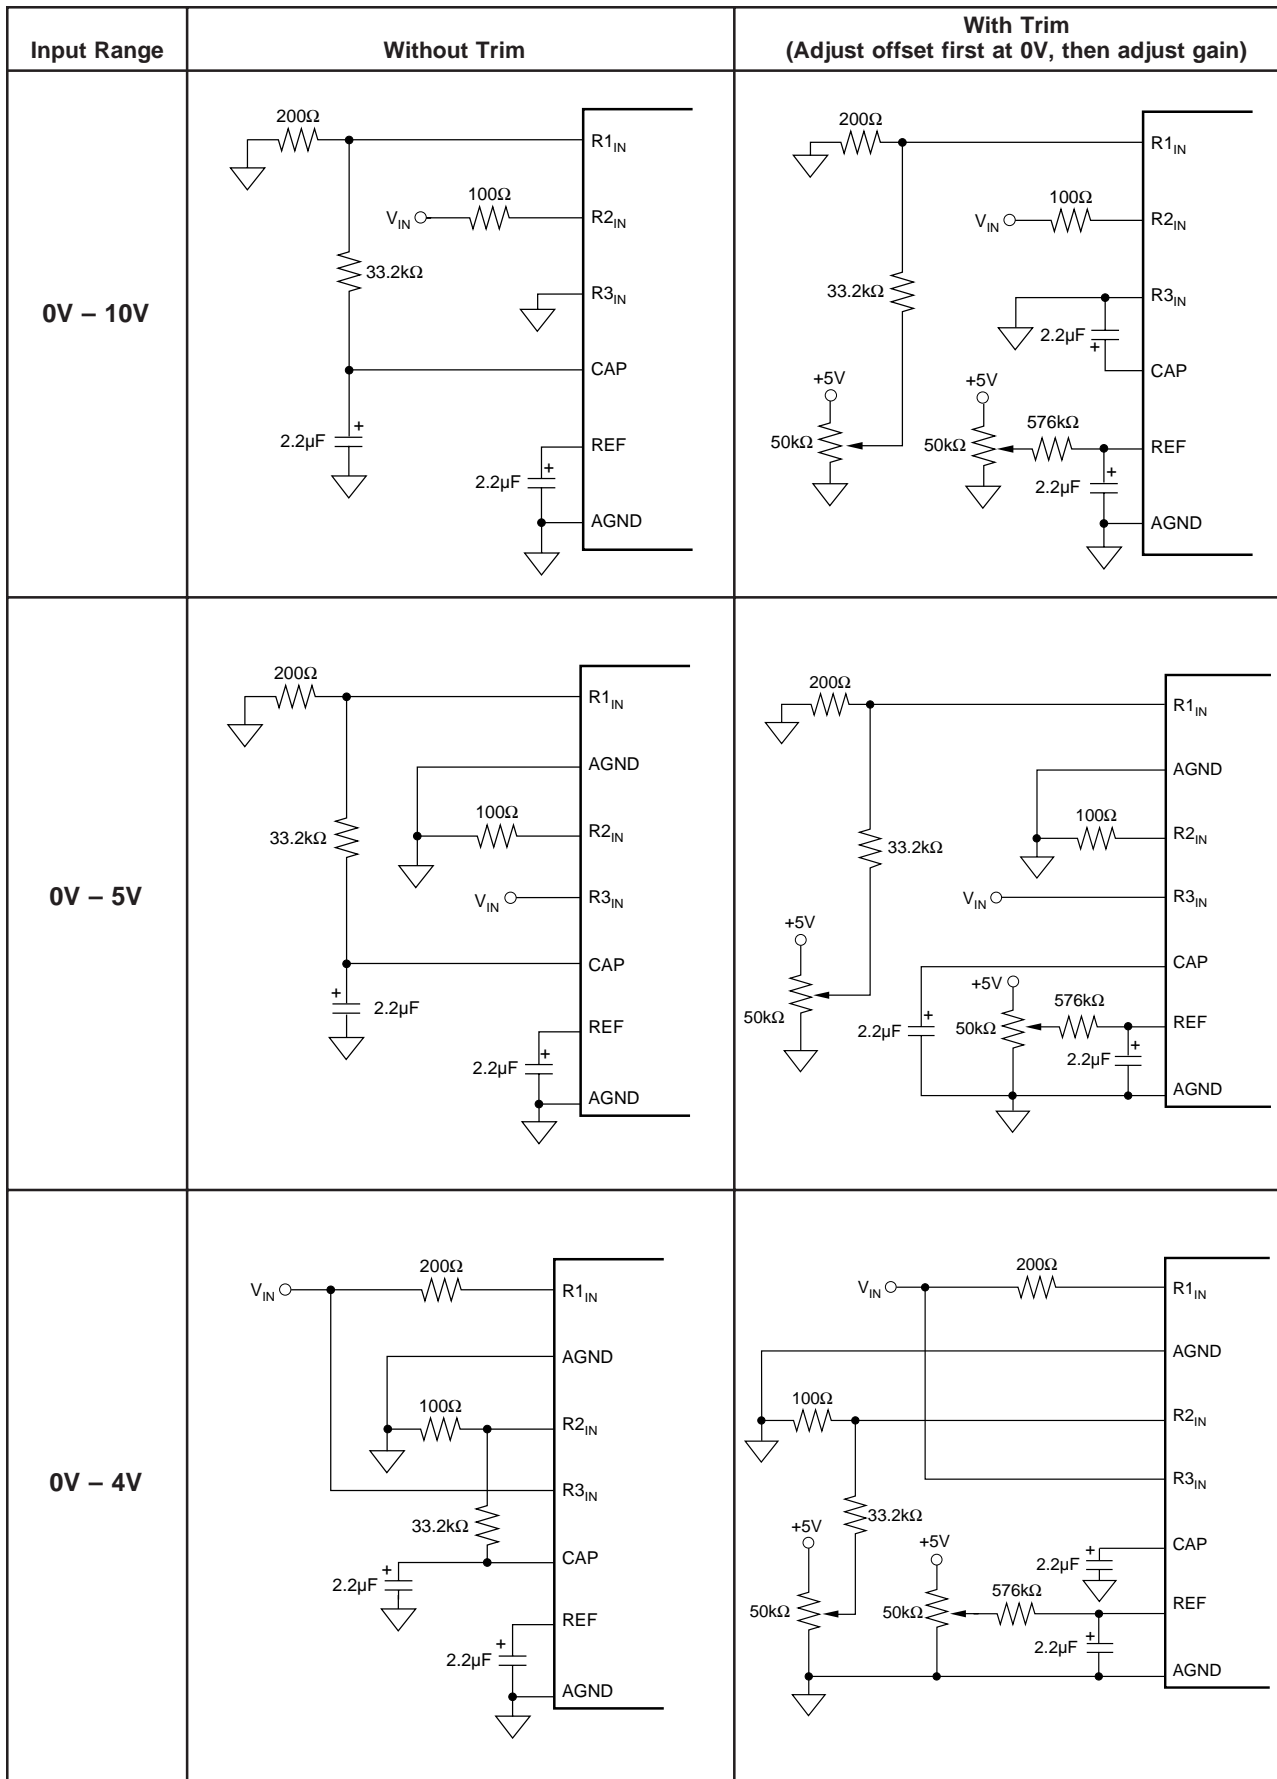 Input Range
Without Trim
With Trim
(Adjust offset first at 0V, then adjust gain)
0V – 10V
200Ω
R1IN
100Ω
VIN
R2IN
33.2kΩ
R3IN
CAP
2.2µF
+
REF
2.2µF
+
AGND
200Ω
R1IN
100Ω
VIN
R2IN
33.2kΩ
R3IN
2.2µF
+
CAP
+5V
+5V
50kΩ
50kΩ
576kΩ
REF
2.2µF
+
AGND
0V – 5V
200Ω
R1IN
AGND
100Ω
R2IN
33.2kΩ
VIN
R3IN
CAP
+
2.2µF
REF
2.2µF
+
AGND
200Ω
R1IN
AGND
100Ω
R2IN
33.2kΩ
VIN
R3IN
+5V
CAP
50kΩ
+5V
576kΩ
+
2.2µF
50kΩ
REF
2.2µF
+
AGND
0V – 4V
VIN
200Ω
R1IN
AGND
100Ω
R2IN
R3IN
33.2kΩ
CAP
+
2.2µF
REF
+
2.2µF
AGND
VIN
200Ω
R1IN
AGND
100Ω
R2IN
R3IN
33.2kΩ
+5V
+5V
CAP
+
2.2µF
576kΩ
50kΩ
50kΩ
REF
+
2.2µF
AGND